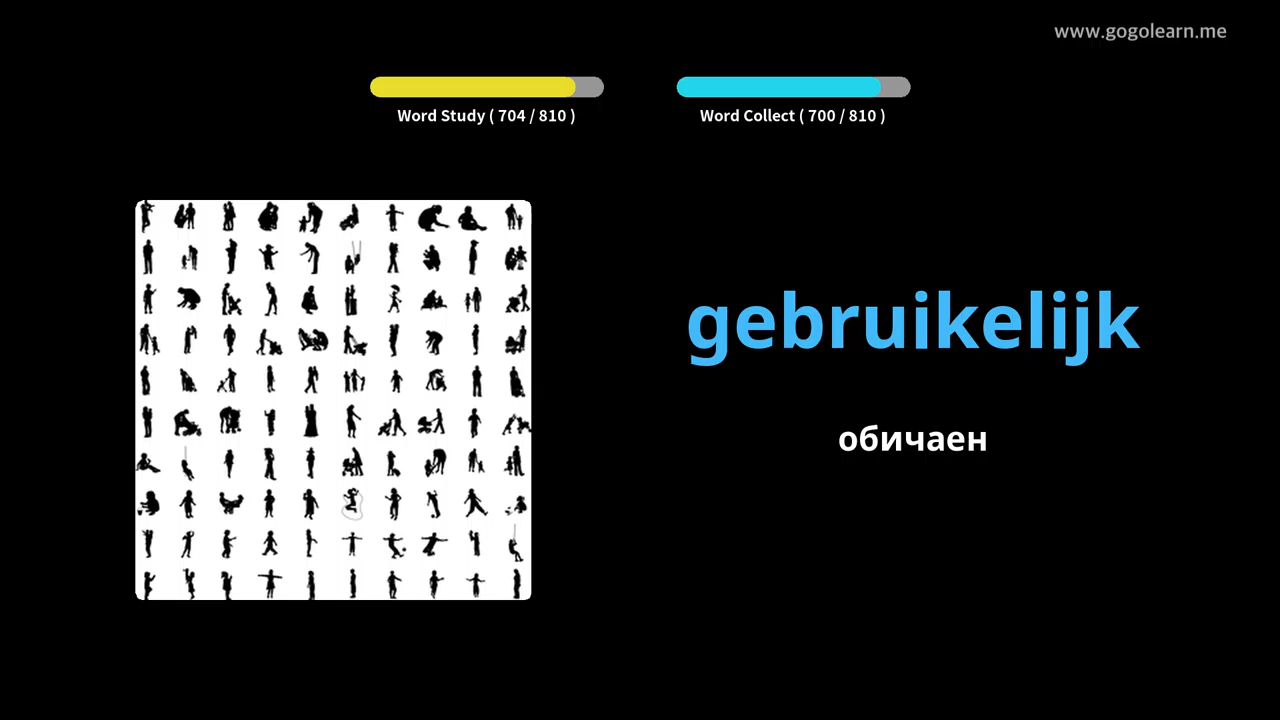 www.gogolearn.me
Word Study ( 704 / 810 )
Word Collect ( 700 / 810 )
gebruikelijk
обичаен